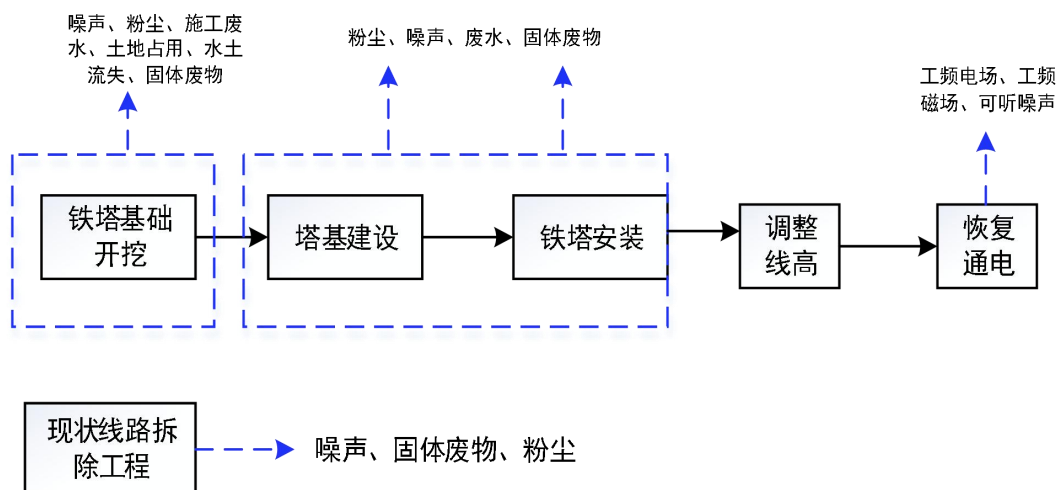 噪声、粉尘、施工废
水、土地占用、水土
流失、固体废物
粉尘、噪声、废水、固体废物
工频电场、工频
磁场、可听噪声
铁塔基础
开挖
塔基建设
铁塔安装
调整
线高
恢复
通电
现状线路拆
除工程
噪声、固体废物、粉尘